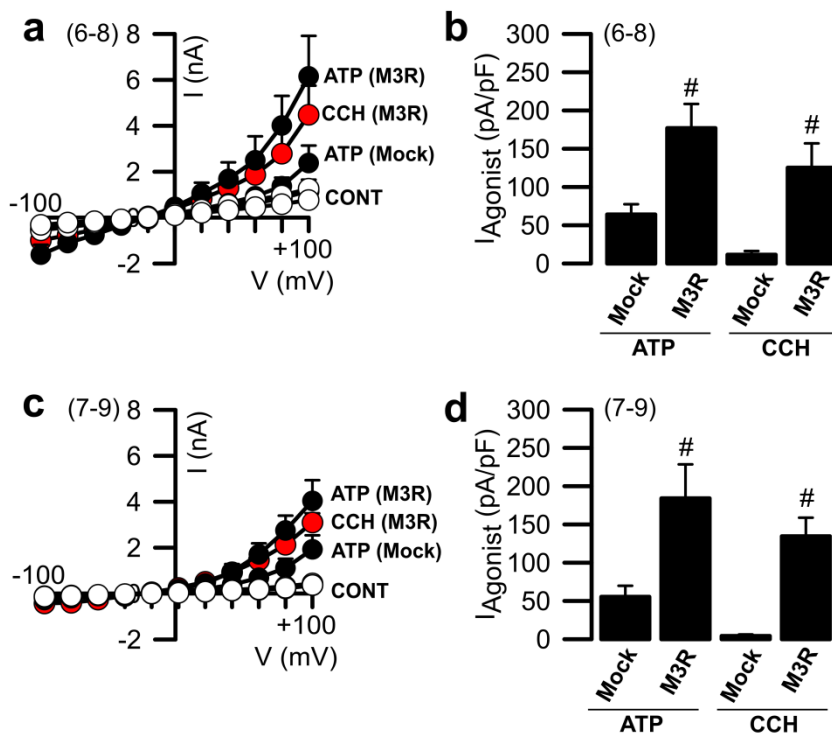 a (6-8)
8
6
4
2
0
-2
I (nA)
-100
+100
V (mV)
ATP (M3R)
CCH (M3R)
ATP (Mock)
CONT
b (6-8)
300
250
200
150
100
50
0
IAgonist (pA/pF)
#
#
Mock
M3R
Mock
M3R
ATP
CCH
c (7-9)
8
6
4
2
0
-2
I (nA)
-100
+100
V (mV)
ATP (M3R)
CCH (M3R)
ATP (Mock)
CONT
d (7-9)
300
250
200
150
100
50
0
IAgonist (pA/pF)
#
#
Mock
M3R
Mock
M3R
ATP
CCH